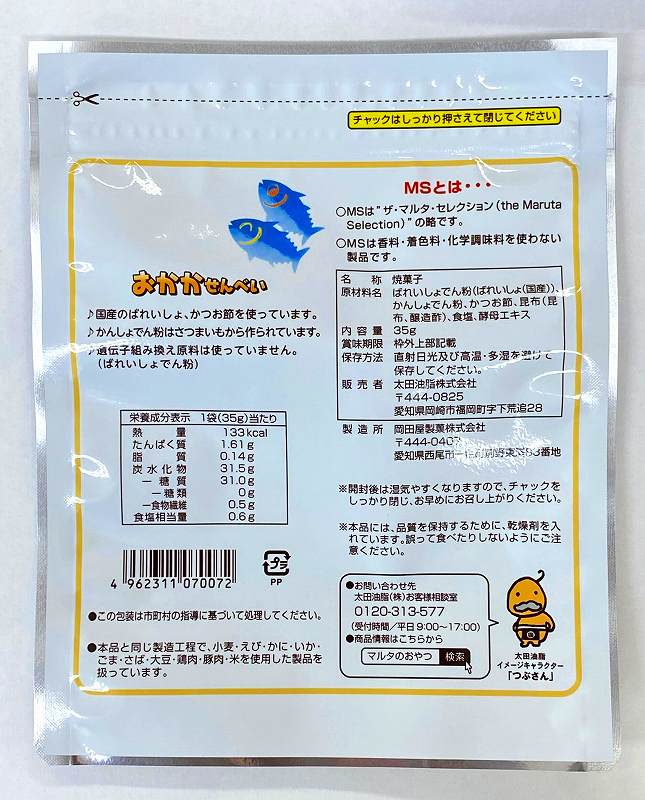 チャックはしっかり押さえて閉じてください
おかかせんべい
♪国産のばれいしょ、かつお節を使っています。
♪かんしょでん粉はさつまいもから作られています。
♪遺伝子組み換え原料は使っていません。
(ばれいしょでん粉)
栄養成分表示 1袋(35g)当たり
熱量 133kcal
たんぱく質 1.61g
脂質 0.14g
炭水化物 31.5g
－糖質 31.0g
－糖類 0g
－食物繊維 0.5g
食塩相当量 0.6g
4 962311 070072
プラ
PP
●この包装は市町村の指導に基づいて処理してください。
●本品と同じ製造工程で、小麦・えび・かに・いか・
ごま・さば・大豆・鶏肉・豚肉・米を使用した製品を
扱っています。
MSとは・・・
○MSは"ザ・マルタ・セレクション(the Maruta
Selection)"の略です。
○MSは香料・着色料・化学調味料を使わない
製品です。
名称 焼菓子
原材料名 ばれいしょでん粉(ばれいしょ(国産))、
かんしょでん粉、かつお節、昆布(昆
布、醸造酢)、食塩、酵母エキス
内容量 35g
賞味期限 枠外上部記載
保存方法 直射日光及び高温・多湿を避けて
保存してください。
販売者 太田油脂株式会社
〒444-0825
愛知県岡崎市福岡町字下荒追28
製造所 岡田屋製菓株式会社
〒444-0407
愛知県西尾市一色町前野東荒83番地
※開封後は湿気やすくなりますので、チャックを
しっかり閉じ、お早めにお召し上がりください。
※本品には、品質を保持するために、乾燥剤を入
れています。誤って食べたりしないようにご注
意ください。
●お問い合わせ先
太田油脂(株)お客様相談室
0120-313-577
(受付時間/平日9:00〜17:00)
●商品情報はこちらから
マルタのおやつ 検索
太田油脂
イメージキャラクター
「つぶさん」